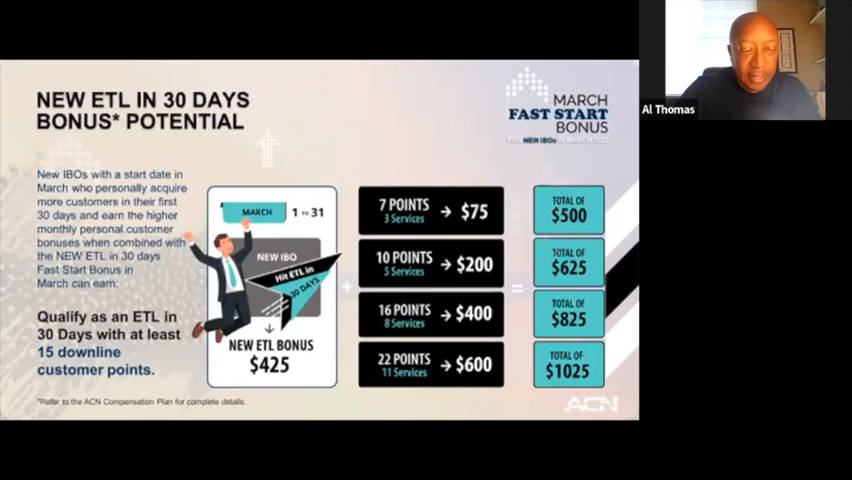 NEW ETL IN 30 DAYS
BONUS* POTENTIAL
MARCH
FAST START
BONUS
FOR NEW IBOs IN MARCH
Al Thomas
New IBOs with a start date in
March who personally acquire
more customers in their first
30 days and earn the higher
monthly personal customer
bonuses when combined with
the NEW ETL in 30 days
Fast Start Bonus in
March can earn:
Qualify as an ETL in
30 Days with at least
15 downline
customer points.
MARCH 1 TO 31
NEW IBO
Hit ETL in
30 DAYS
NEW ETL BONUS
$425
+
7 POINTS
3 Services
→ $75
10 POINTS
5 Services
→ $200
16 POINTS
8 Services
→ $400
22 POINTS
11 Services
→ $600
=
TOTAL OF
$500
TOTAL OF
$625
TOTAL OF
$825
TOTAL OF
$1025
*Refer to the ACN Compensation Plan for complete details.
ACN